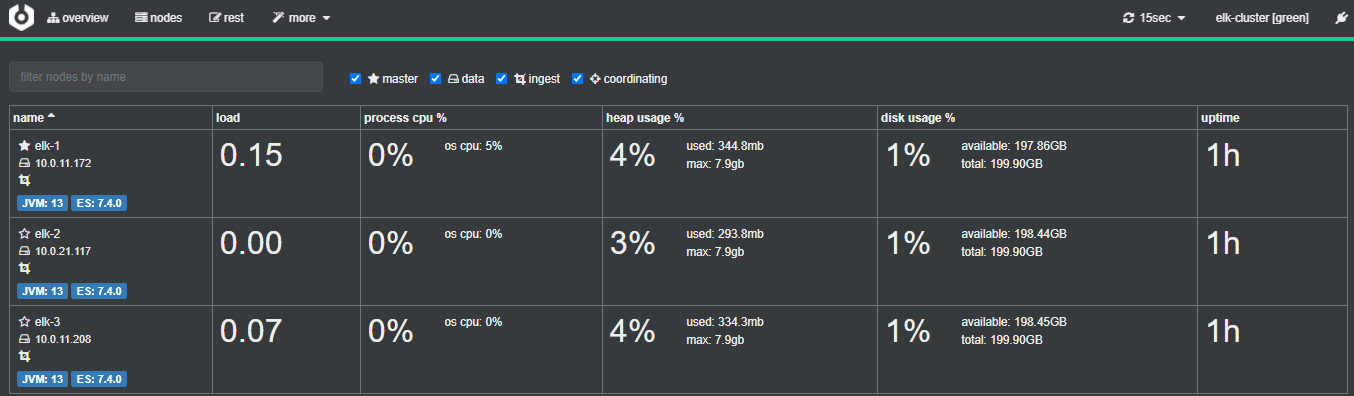 overview nodes rest more 15sec elk-cluster [green]
filter nodes by name master data ingest coordinating
name load process cpu % heap usage % disk usage % uptime
elk-1
10.0.11.172
JVM: 13 ES: 7.4.0
0.15
0%
os cpu: 5%
4%
used: 344.8mb
max: 7.9gb
1%
available: 197.86GB
total: 199.90GB
1h
elk-2
10.0.21.117
JVM: 13 ES: 7.4.0
0.00
0%
os cpu: 0%
3%
used: 293.8mb
max: 7.9gb
1%
available: 198.44GB
total: 199.90GB
1h
elk-3
10.0.11.208
JVM: 13 ES: 7.4.0
0.07
0%
os cpu: 0%
4%
used: 334.3mb
max: 7.9gb
1%
available: 198.45GB
total: 199.90GB
1h